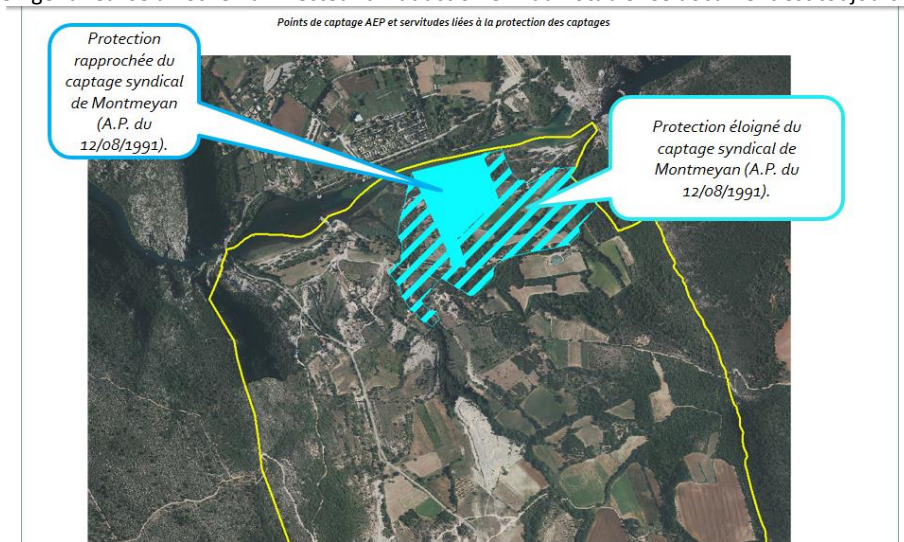 Points de captage AEP et servitudes liées à la protection des captages
Protection
rapprochée du
captage syndical
de Montmeyan
(A.P. du
12/08/1991).
Protection éloigné du
captage syndical de
Montmeyan (A.P. du
12/08/1991).